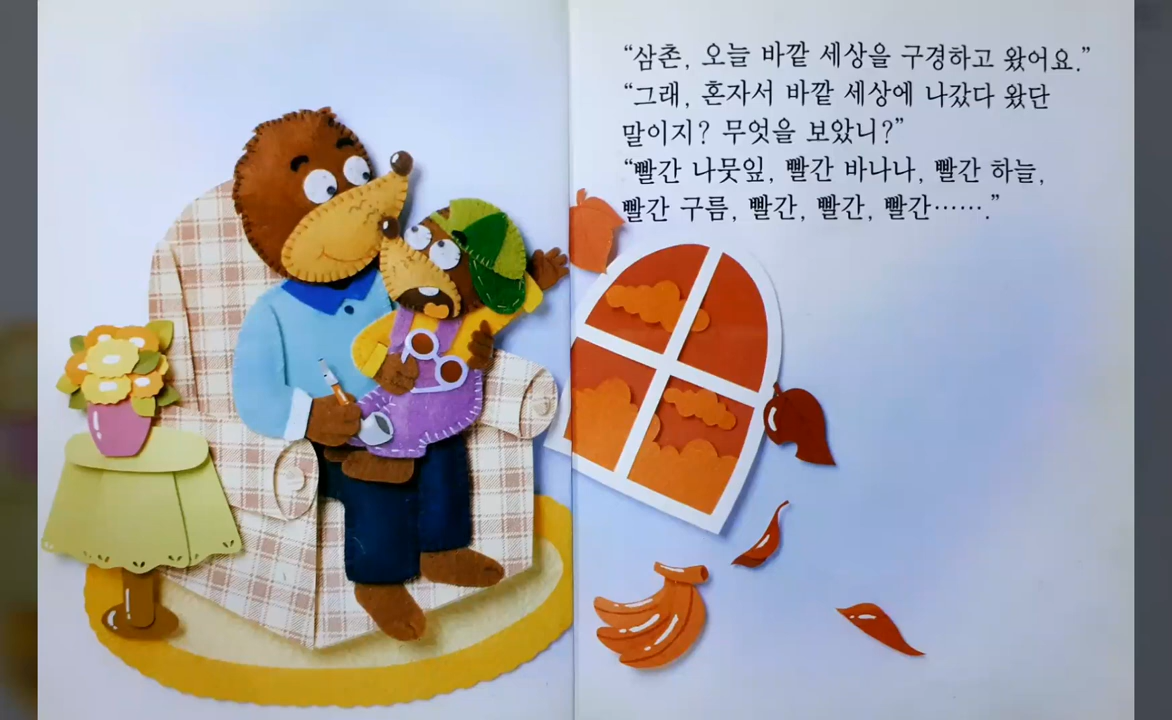 “삼촌, 오늘 바깥 세상을 구경하고 왔어요.”
“그래, 혼자서 바깥 세상에 나갔다 왔단
말이지? 무엇을 보았니?”
“빨간 나뭇잎, 빨간 바나나, 빨간 하늘,
빨간 구름, 빨간, 빨간, 빨간…….”